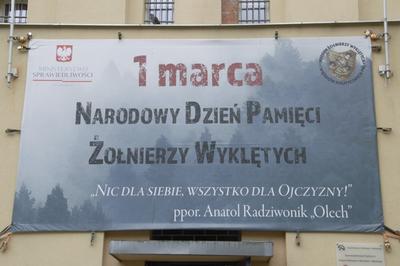 MINISTERSTWO
SPRAWIEDLIWOŚCI
1 marca
NARODOWY DZIEŃ PAMIĘCI
ŻOŁNIERZY WYKLĘTYCH
„NIC DLA SIEBIE, WSZYSTKO DLA OJCZYZNY!”
ppor. Anatol Radziwonik „Olech”